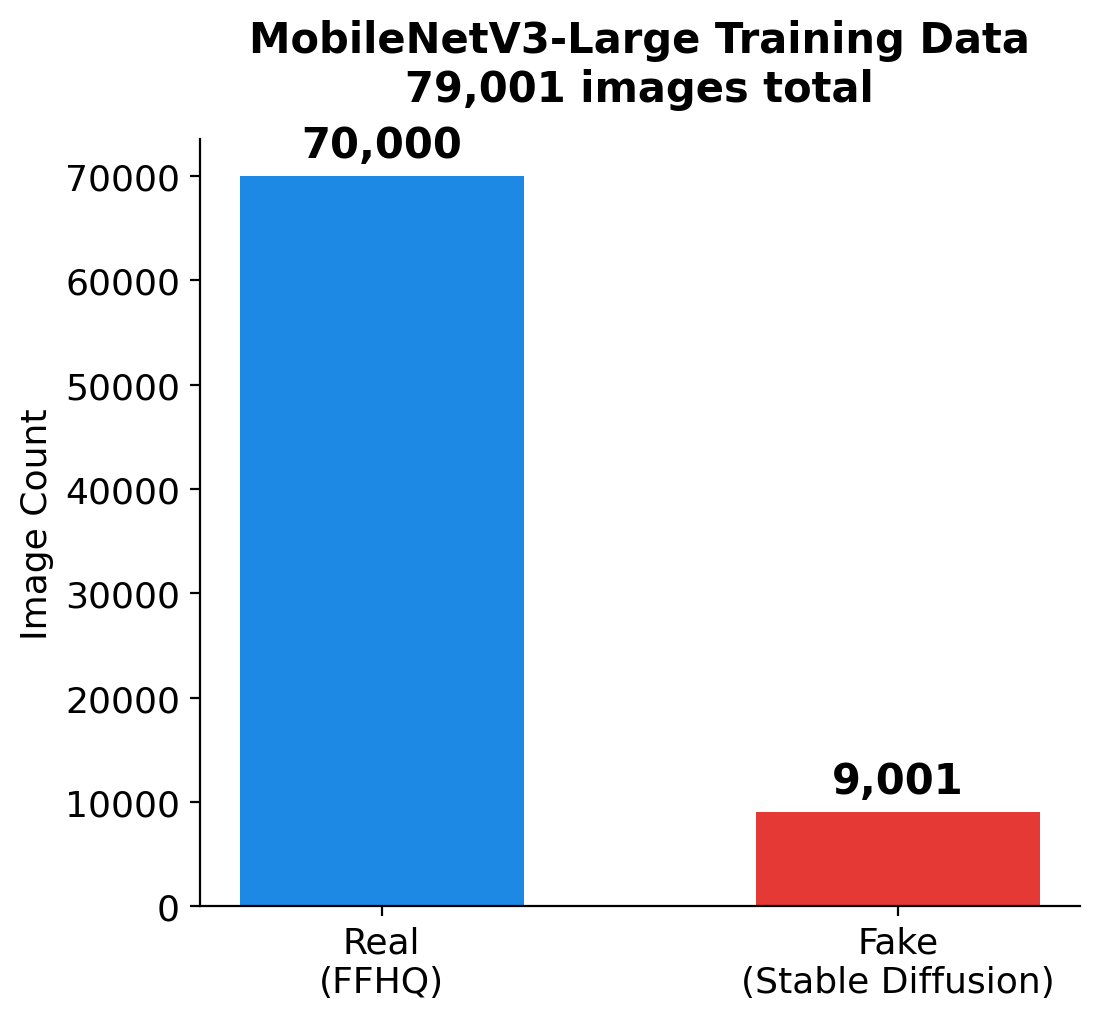 MobileNetV3-Large Training Data
79,001 images total
70,000
70000
60000
50000
40000
30000
20000
10000
0
Image Count
9,001
Real
(FFHQ)
Fake
(Stable Diffusion)